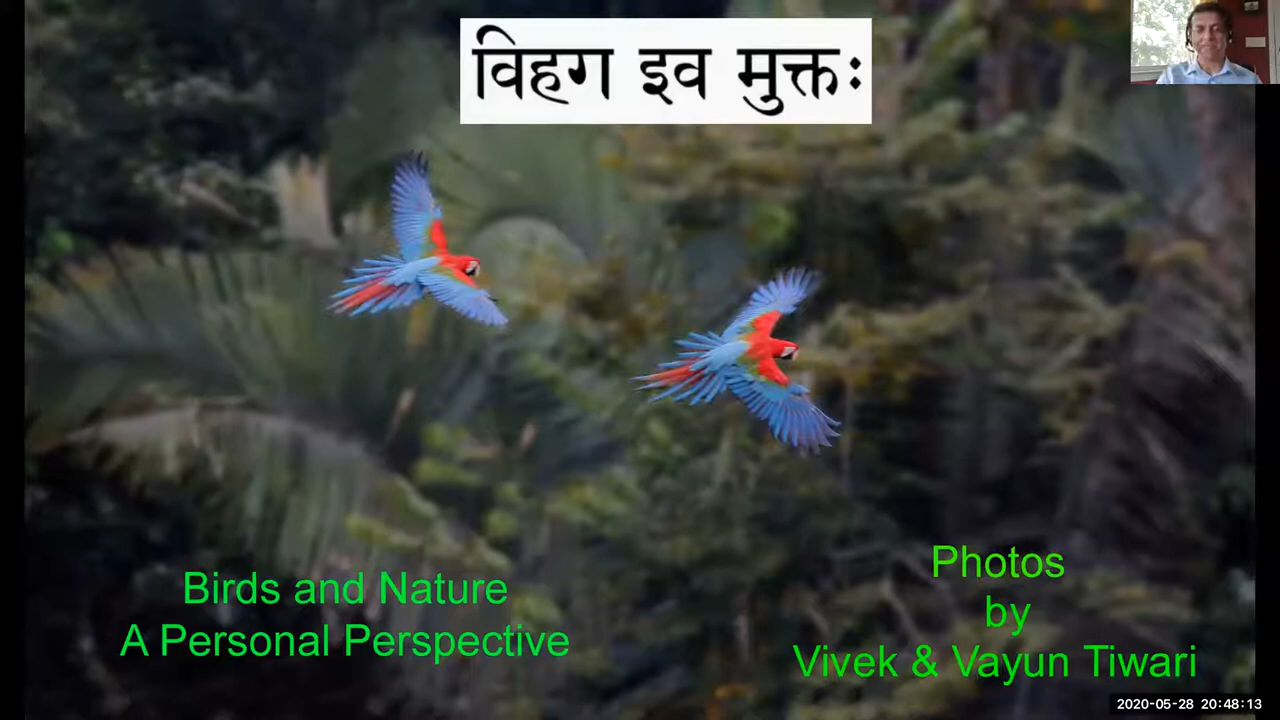 विहग इव मुक्तः
Birds and Nature
A Personal Perspective
Photos
by
Vivek & Vayun Tiwari
2020-05-28 20:48:13